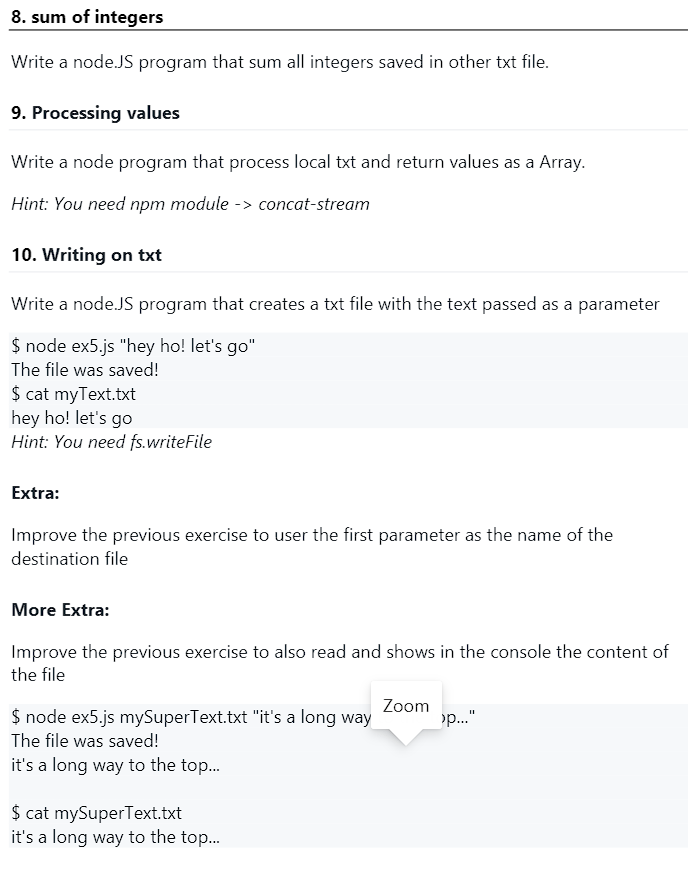 8. sum of integers
Write a node.JS program that sum all integers saved in other txt file.
9. Processing values
Write a node program that process local txt and return values as a Array.
Hint: You need npm module -> concat-stream
10. Writing on txt
Write a node.JS program that creates a txt file with the text passed as a parameter
$ node ex5.js "hey ho! let's go"
The file was saved!
$ cat myText.txt
hey ho! let's go
Hint: You need fs.writeFile
Extra:
Improve the previous exercise to user the first parameter as the name of the
destination file
More Extra:
Improve the previous exercise to also read and shows in the console the content of
the file
Zoom
$ node ex5.js mySuperText.txt "it's a long way op..."
The file was saved!
it's a long way to the top...
$ cat mySuperText.txt
it's a long way to the top...